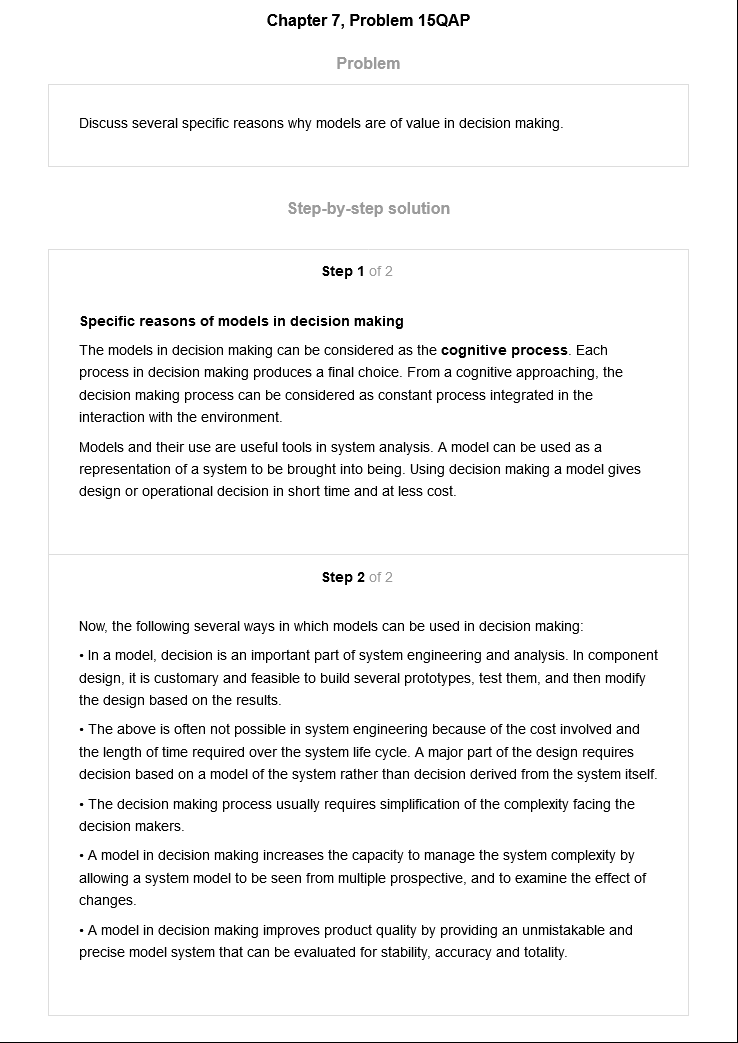 Chapter 7, Problem 15QAP
Problem
Discuss several specific reasons why models are of value in decision making.
Step-by-step solution
Step 1 of 2
Specific reasons of models in decision making
The models in decision making can be considered as the cognitive process. Each
process in decision making produces a final choice. From a cognitive approaching, the
decision making process can be considered as constant process integrated in the
interaction with the environment.
Models and their use are useful tools in system analysis. A model can be used as a
representation of a system to be brought into being. Using decision making a model gives
design or operational decision in short time and at less cost.
Step 2 of 2
Now, the following several ways in which models can be used in decision making:
• In a model, decision is an important part of system engineering and analysis. In component
design, it is customary and feasible to build several prototypes, test them, and then modify
the design based on the results.
• The above is often not possible in system engineering because of the cost involved and
the length of time required over the system life cycle. A major part of the design requires
decision based on a model of the system rather than decision derived from the system itself.
• The decision making process usually requires simplification of the complexity facing the
decision makers.
• A model in decision making increases the capacity to manage the system complexity by
allowing a system model to be seen from multiple prospective, and to examine the effect of
changes.
• A model in decision making improves product quality by providing an unmistakable and
precise model system that can be evaluated for stability, accuracy and totality.